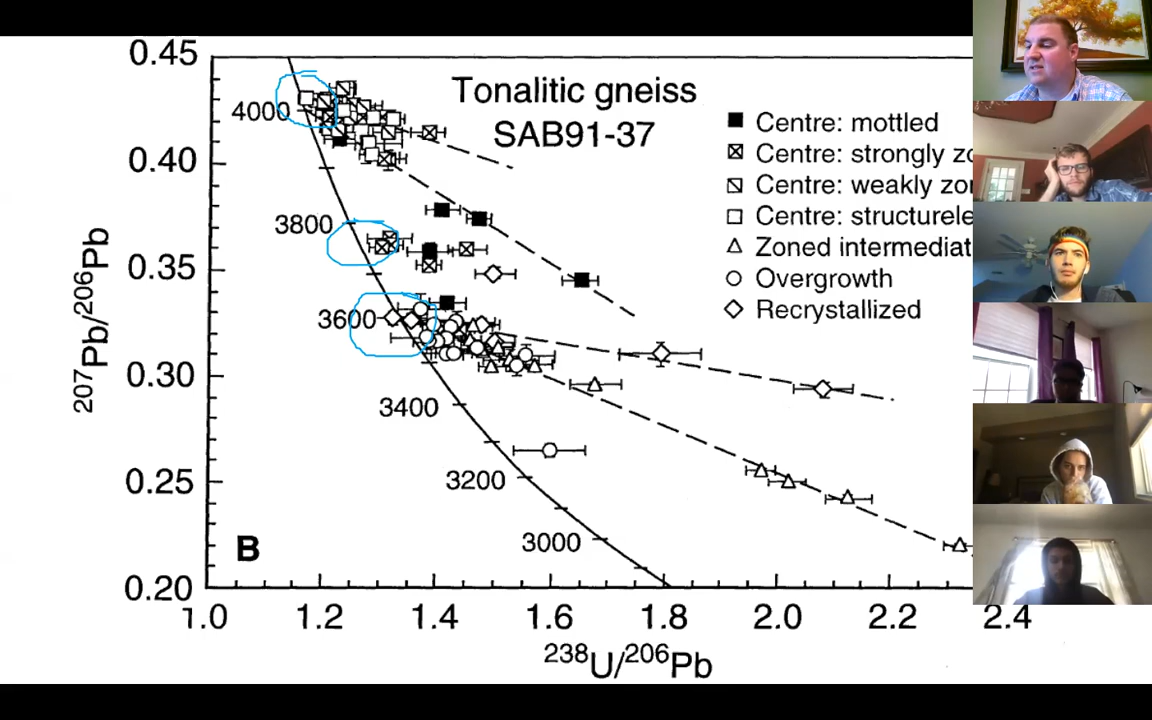 0.45
Tonalitic gneiss
SAB91-37
4000
Centre: mottled
Centre: strongly zo
0.40
Centre: weakly zon
3800
Centre: structurele
Zoned intermediat
0.35
Overgrowth
3600
Recrystallized
207Pb/206Pb
0.30
3400
3200
0.25
3000
B
0.20
1.0 1.2 1.4 1.6 1.8 2.0 2.2 2.4
238U/206Pb